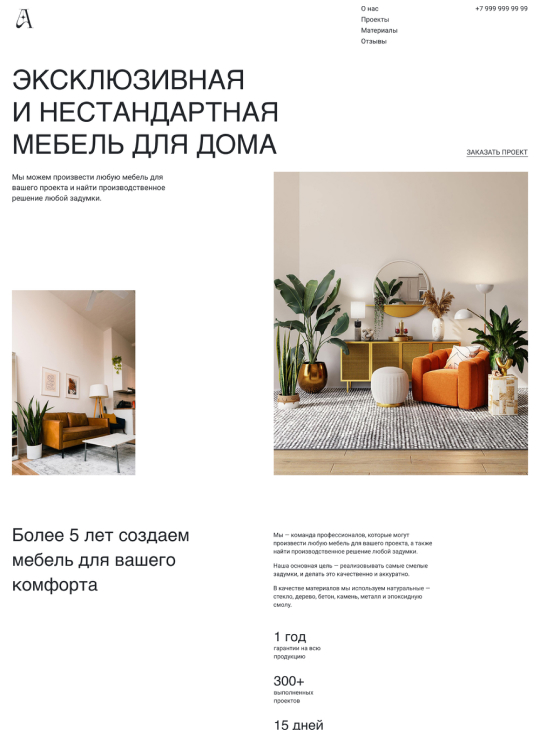 A
О нас
Проекты
Материалы
Отзывы
+7 999 999 99 99
ЭКСКЛЮЗИВНАЯ
И НЕСТАНДАРТНАЯ
МЕБЕЛЬ ДЛЯ ДОМА
ЗАКАЗАТЬ ПРОЕКТ
Мы можем произвести любую мебель для
вашего проекта и найти производственное
решение любой задумки.
Более 5 лет создаем
мебель для вашего
комфорта
Мы — команда профессионалов, которые могут
произвести любую мебель для вашего проекта, а также
найти производственное решение любой задумки.
Наша основная цель — реализовывать самые смелые
задумки, и делать это качественно и аккуратно.
В качестве материалов мы используем натуральные —
стекло, дерево, бетон, камень, металл и эпоксидную
смолу.
1 год
гарантии на всю
продукцию
300+
выполненных
проектов
15 дней